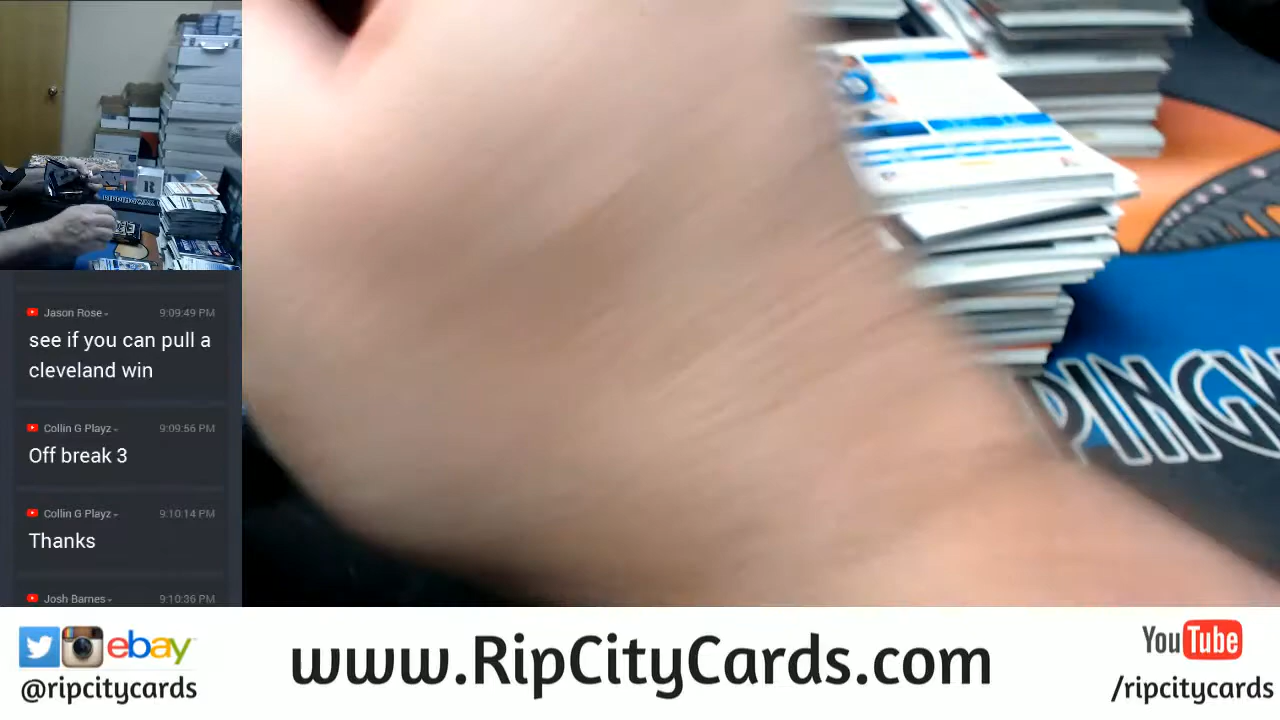 Jason Rose
9:09:49 PM
see if you can pull a
cleveland win
Collin G Playz
9:09:56 PM
Off break 3
Collin G Playz
9:10:14 PM
Thanks
Josh Barnes
9:10:36 PM
R
RIPPINGWAX
PINGW
ebay
@ripcitycards
www.RipCityCards.com
YouTube
/ripcitycards